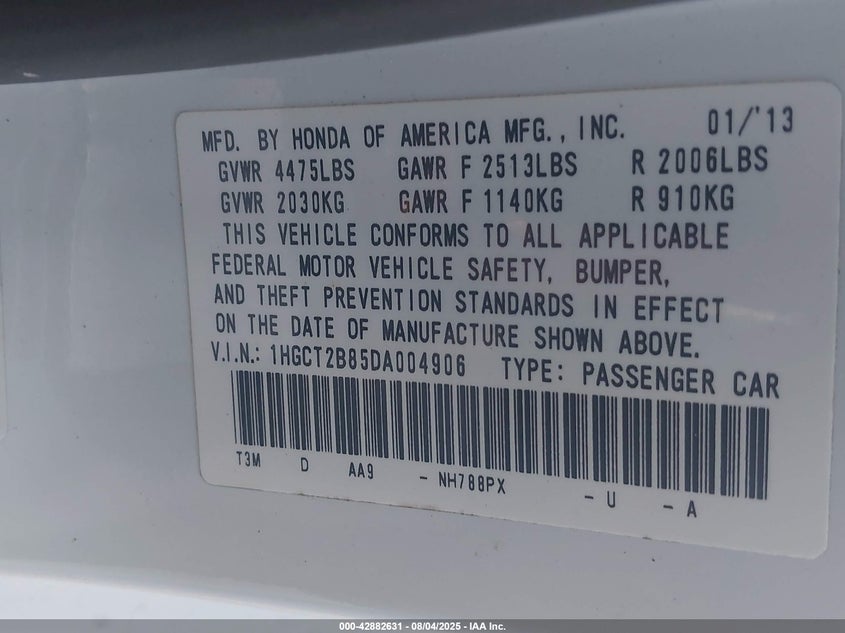 MFD. BY HONDA OF AMERICA MFG., INC. 01/'13
GVWR 4475LBS GAWR F 2513LBS R 2006LBS
GVWR 2030KG GAWR F 1140KG R 910KG
THIS VEHICLE CONFORMS TO ALL APPLICABLE
FEDERAL MOTOR VEHICLE SAFETY, BUMPER,
AND THEFT PREVENTION STANDARDS IN EFFECT
ON THE DATE OF MANUFACTURE SHOWN ABOVE.
V.I.N.: 1HGCT2B85DA004906 TYPE: PASSENGER CAR
T3M D AA9 - NH788PX - U - A
000-42882631 - 08/04/2025 - IAA Inc.